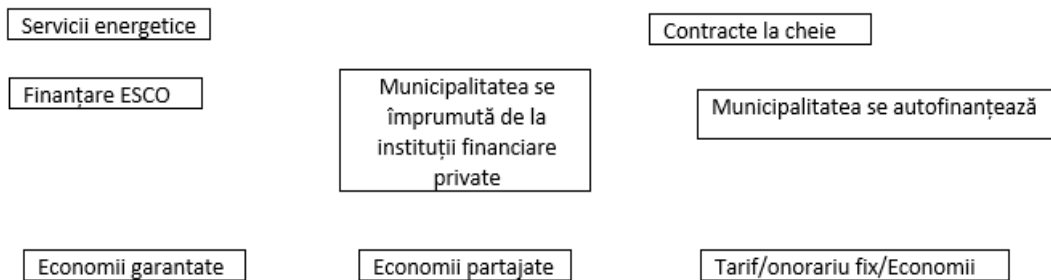 Servicii energetice
Contracte la cheie
Finanțare ESCO
Municipalitatea se
împrumută de la
instituții financiare
private
Municipalitatea se autofinanțează
Economii garantate
Economii partajate
Tarif/onorariu fix/Economii